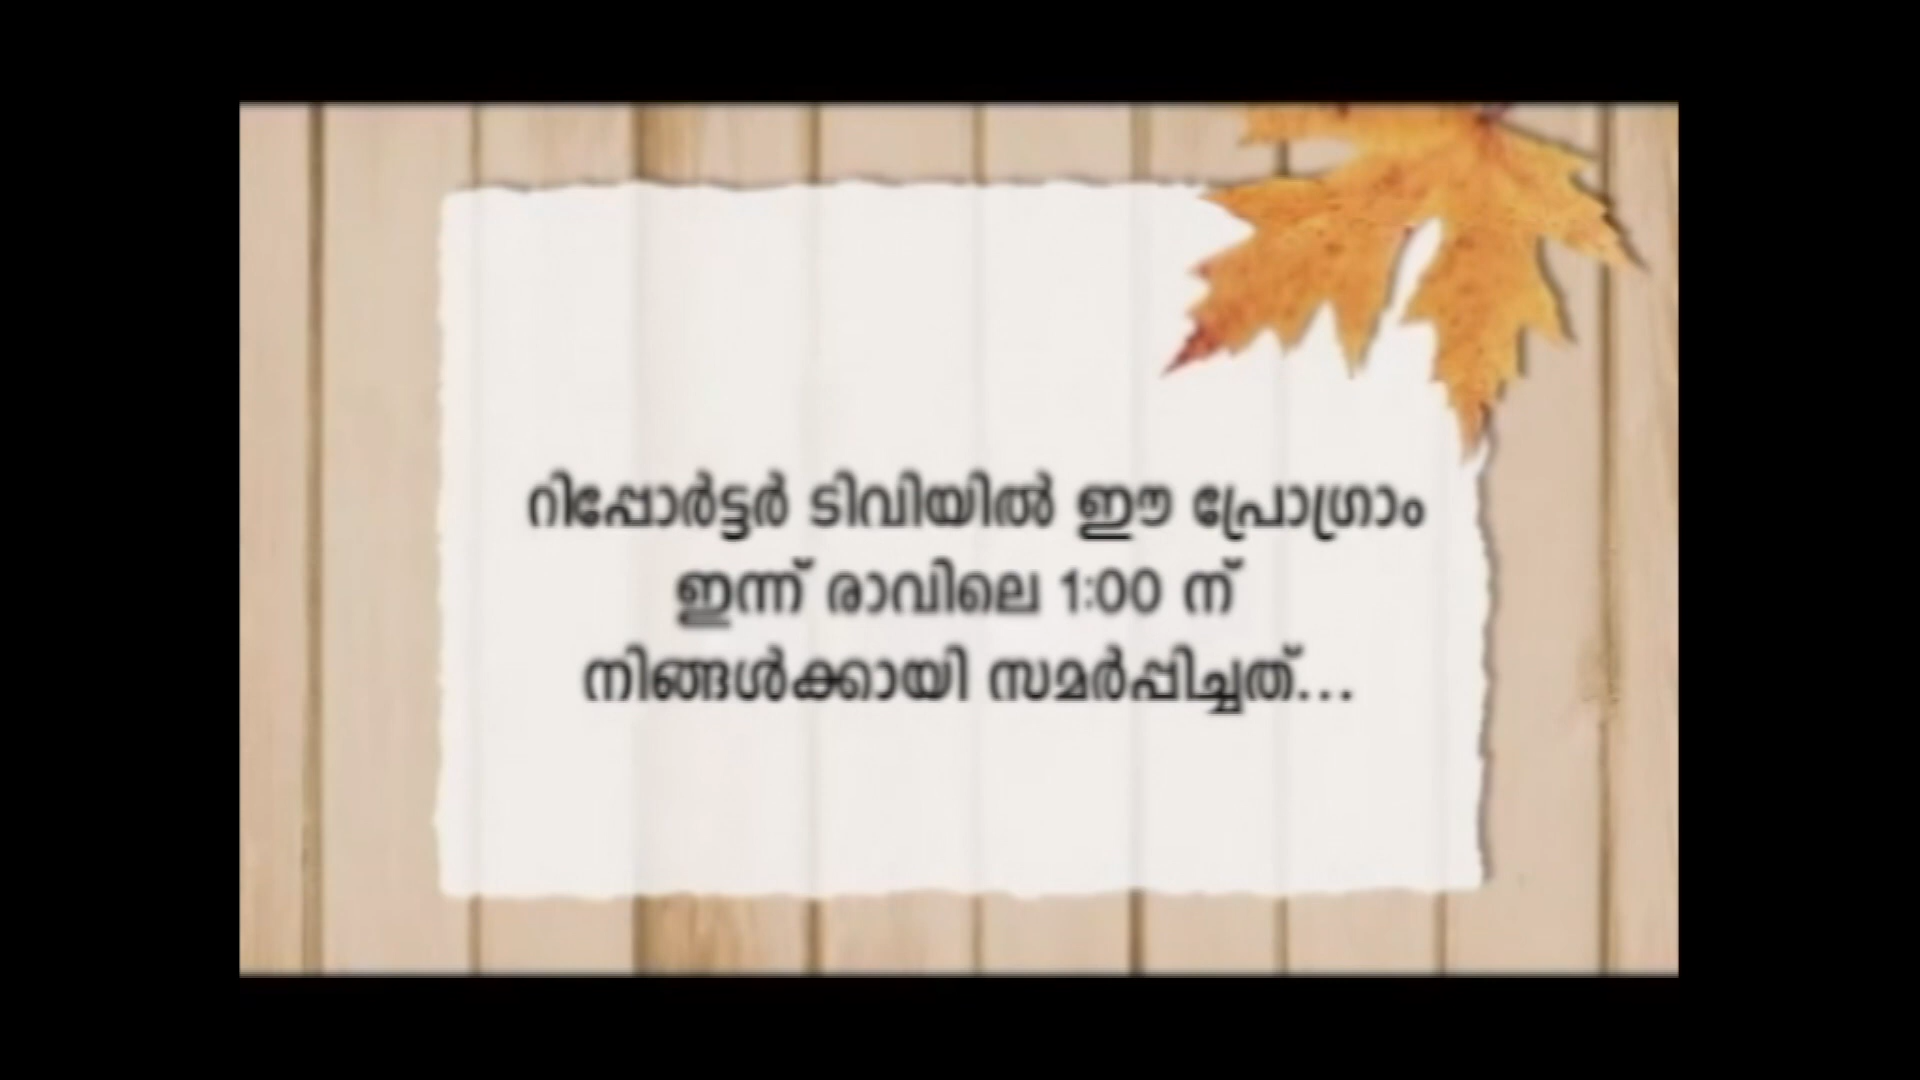 റിപ്പോർട്ടർ ടിവിയിൽ ഈ പ്രോഗ്രാം
ഇന്ന് രാവിലെ 1:00 ന്
നിങ്ങൾക്കായി സമർപ്പിച്ചത്...